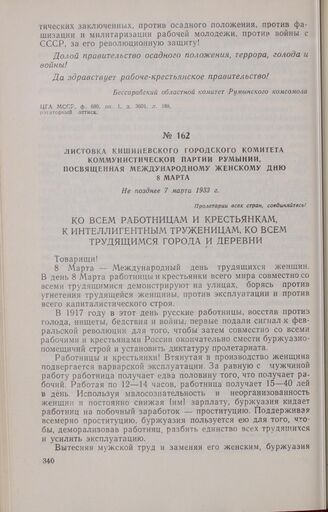 тических заключенных, против осадного положения, против фа-
шизации и милитаризации рабочей молодежи, против войны с
СССР, за его революционную защиту!
Долой правительство осадного положения, террора, голода и
войны!
Да здравствует рабоче-крестьянское правительство!
Бессарабский областной комитет Румынского комсомола
ЦГА МССР, ф. 680, оп. 1, д. 3601, л. 188,
оттиск.
№ 162
ЛИСТОВКА КИШИНЕВСКОГО ГОРОДСКОГО КОМИТЕТА
КОММУНИСТИЧЕСКОЙ ПАРТИИ РУМЫНИИ,
ПОСВЯЩЕННАЯ МЕЖДУНАРОДНОМУ ЖЕНСКОМУ ДНЮ
8 МАРТА
Не позднее 7 марта 1933 г.
Пролетарии всех стран, соединяйтесь!
КО ВСЕМ РАБОТНИЦАМ И КРЕСТЬЯНКАМ,
К ИНТЕЛЛИГЕНТНЫМ ТРУЖЕНИЦАМ, КО ВСЕМ
ТРУДЯЩИМСЯ ГОРОДА И ДЕРЕВНИ
Товарищи!
8 Марта — Международный день трудящихся женщин.
В день 8 Марта работницы и крестьянки всего мира совместно со
всеми трудящимися демонстрируют на улицах, борясь против
угнетения трудящейся женщины, против эксплуатации и против
всего капиталистического строя.
В 1917 году в этот день русские работницы, восстав против
голода, нищеты, бедствия и войны, первые подали сигнал к фев-
ральской революции для того, чтобы затем совместно со всеми
рабочими и крестьянами России окончательно смести буржуазно-
помещичий строй и установить диктатуру пролетариата.
Работницы и крестьянки! Втянутая в производство женщина
подвергается варварской эксплуатации. За равную с мужчиной
работу работница получает едва половину того, что получает ра-
бочий. Работая по 12—14 часов, работница получает 15—40 лей
в день. Используя малосознательность и неорганизованность
женщин и постоянно снижая [им] зарплату, буржуазия кидает
работниц на побочный заработок — проституцию. Поддерживая
всемерно проституцию, буржуазия пользуется ею для того, что-
бы, деморализовав работниц, разбить единство всех трудящихся
и усилить эксплуатацию.
Вытесняя мужской труд и заменяя его женским, буржуазия
340